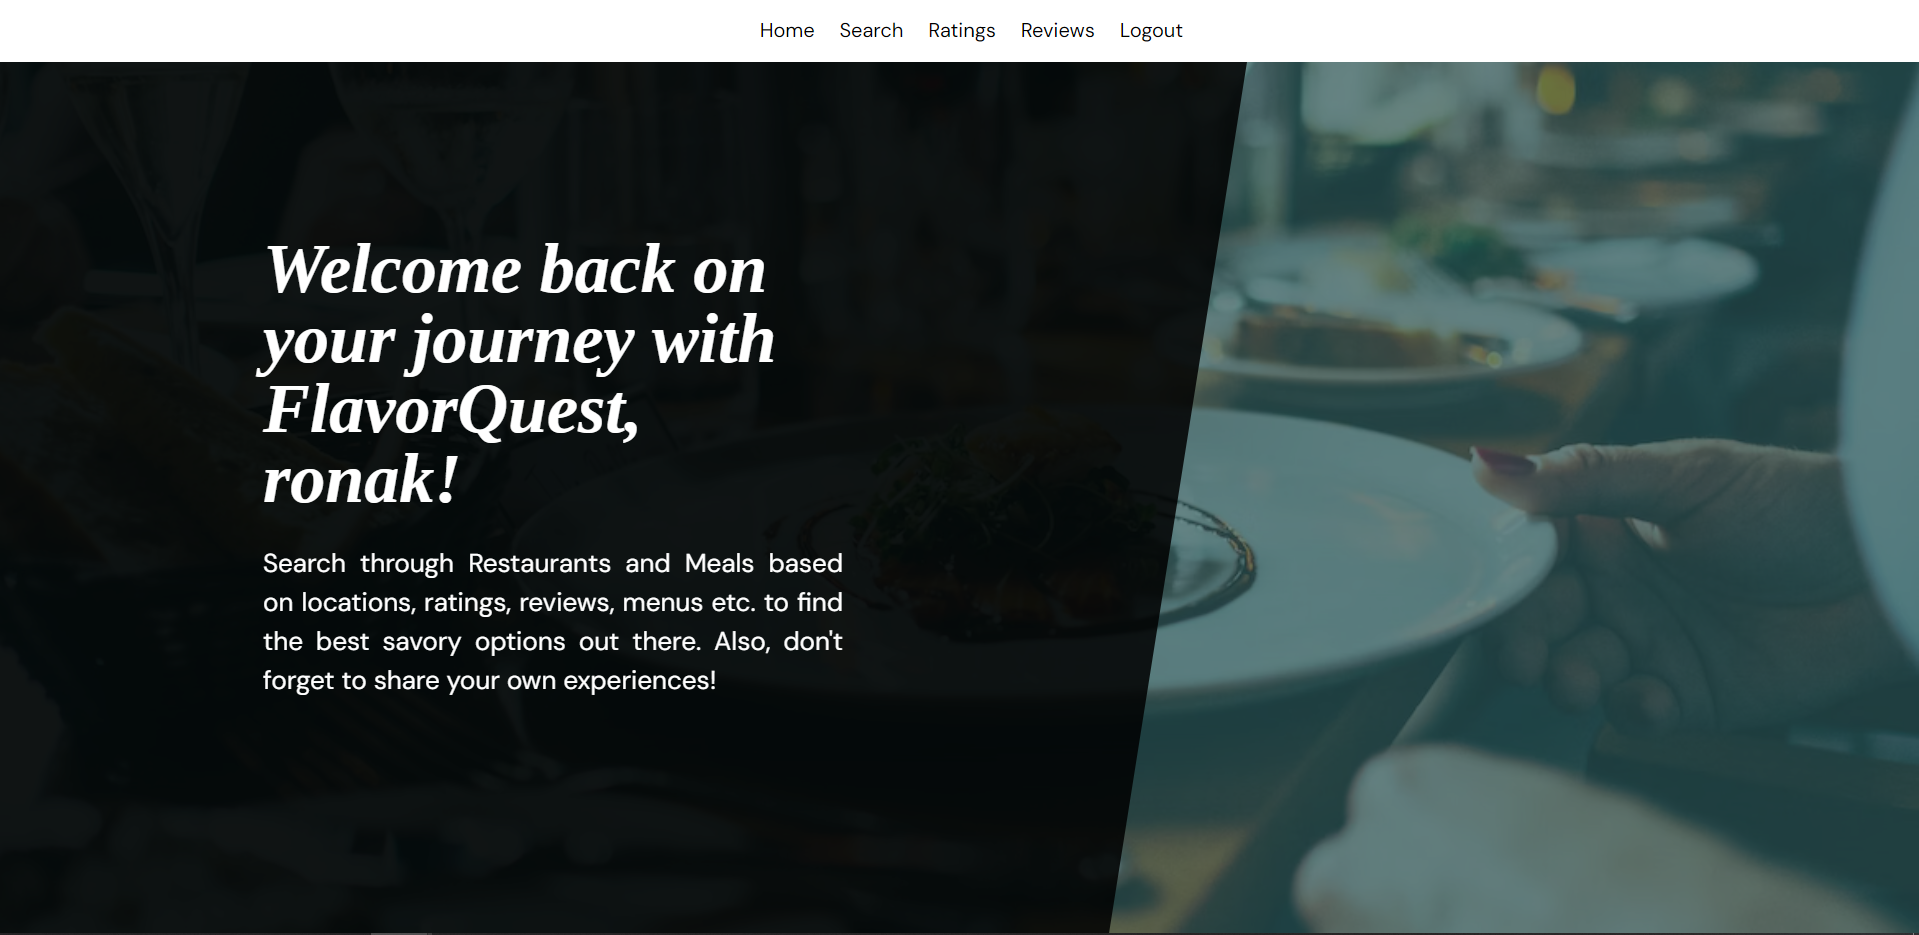 Home Search Ratings Reviews Logout
Welcome back on
your journey with
FlavorQuest,
ronak!
Search through Restaurants and Meals based
on locations, ratings, reviews, menus etc. to find
the best savory options out there. Also, don't
forget to share your own experiences!